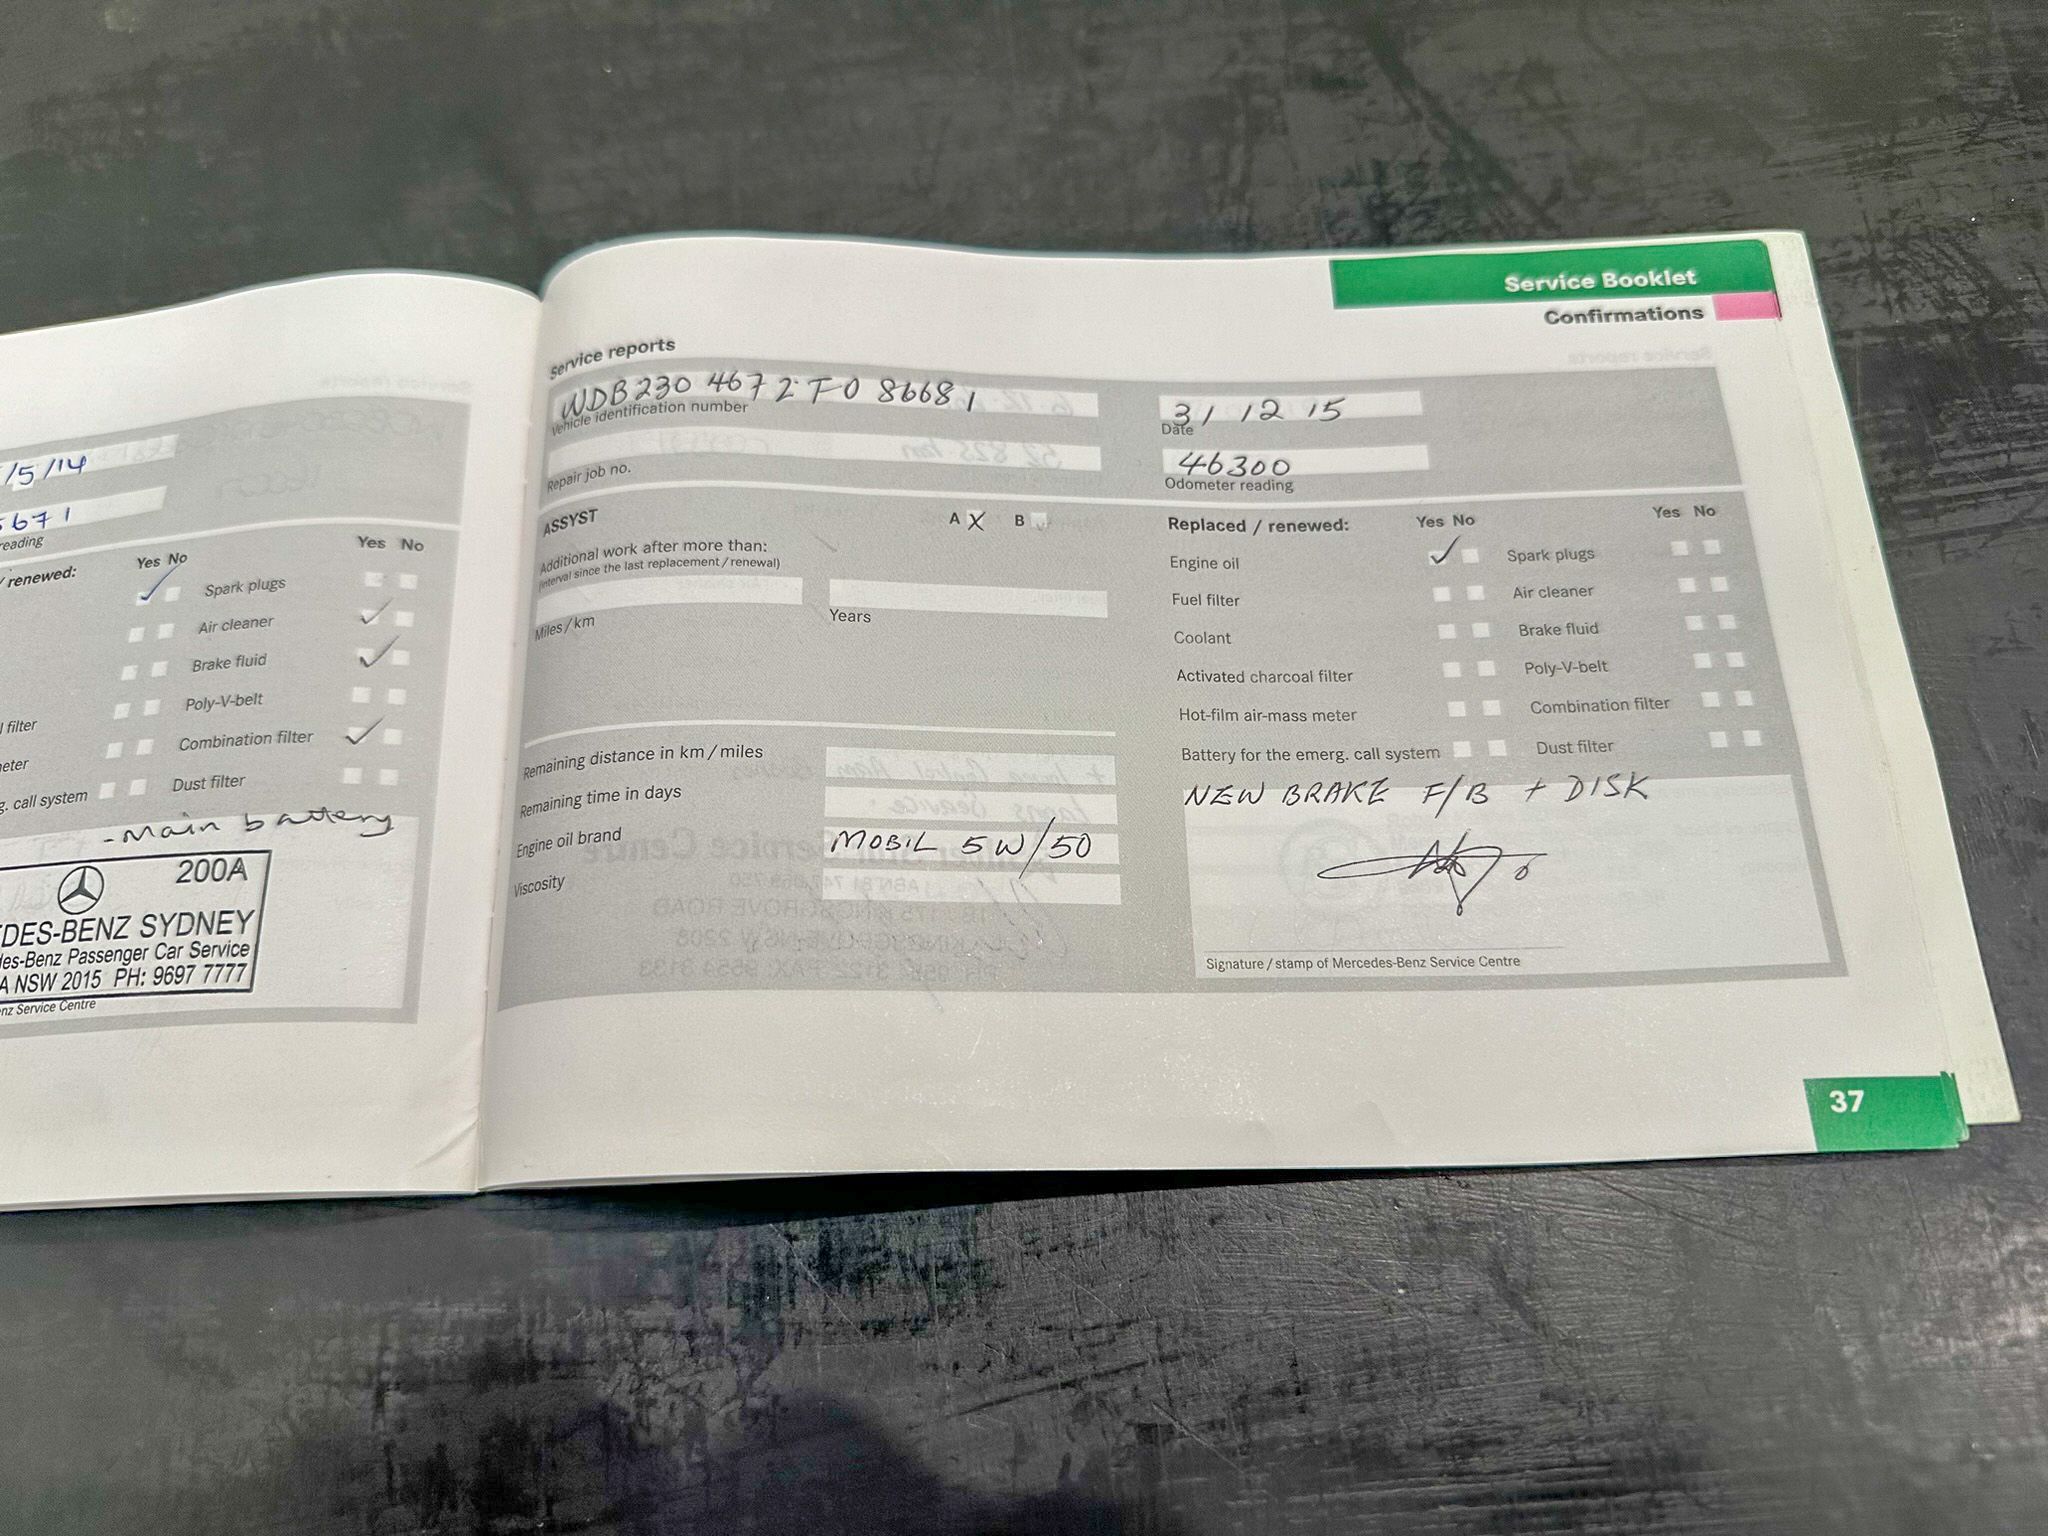 /5/14
5671
reading
/ renewed:
Yes No
Yes No
Spark plugs
Air cleaner
Brake fluid
Poly-V-belt
l filter
Combination filter
meter
Dust filter
g. call system
- Main battery
200A
DES-BENZ SYDNEY
des-Benz Passenger Car Service
A NSW 2015 PH: 9697 7777
nz Service Centre
Service Booklet
Confirmations
Service reports
WDB230 467 2 F0 86681
Vehicle identification number
31 12 15
Date
Repair job no.
46300
Odometer reading
ASSYST
A X B
Additional work after more than:
(interval since the last replacement / renewal)
Miles / km
Years
Remaining distance in km / miles
Remaining time in days
Engine oil brand
MOBIL 5W/50
Viscosity
Replaced / renewed:
Yes No
Yes No
Engine oil
Spark plugs
Fuel filter
Air cleaner
Coolant
Brake fluid
Activated charcoal filter
Poly-V-belt
Hot-film air-mass meter
Combination filter
Battery for the emerg. call system
Dust filter
NEW BRAKE F/B + DISK
Signature / stamp of Mercedes-Benz Service Centre
37